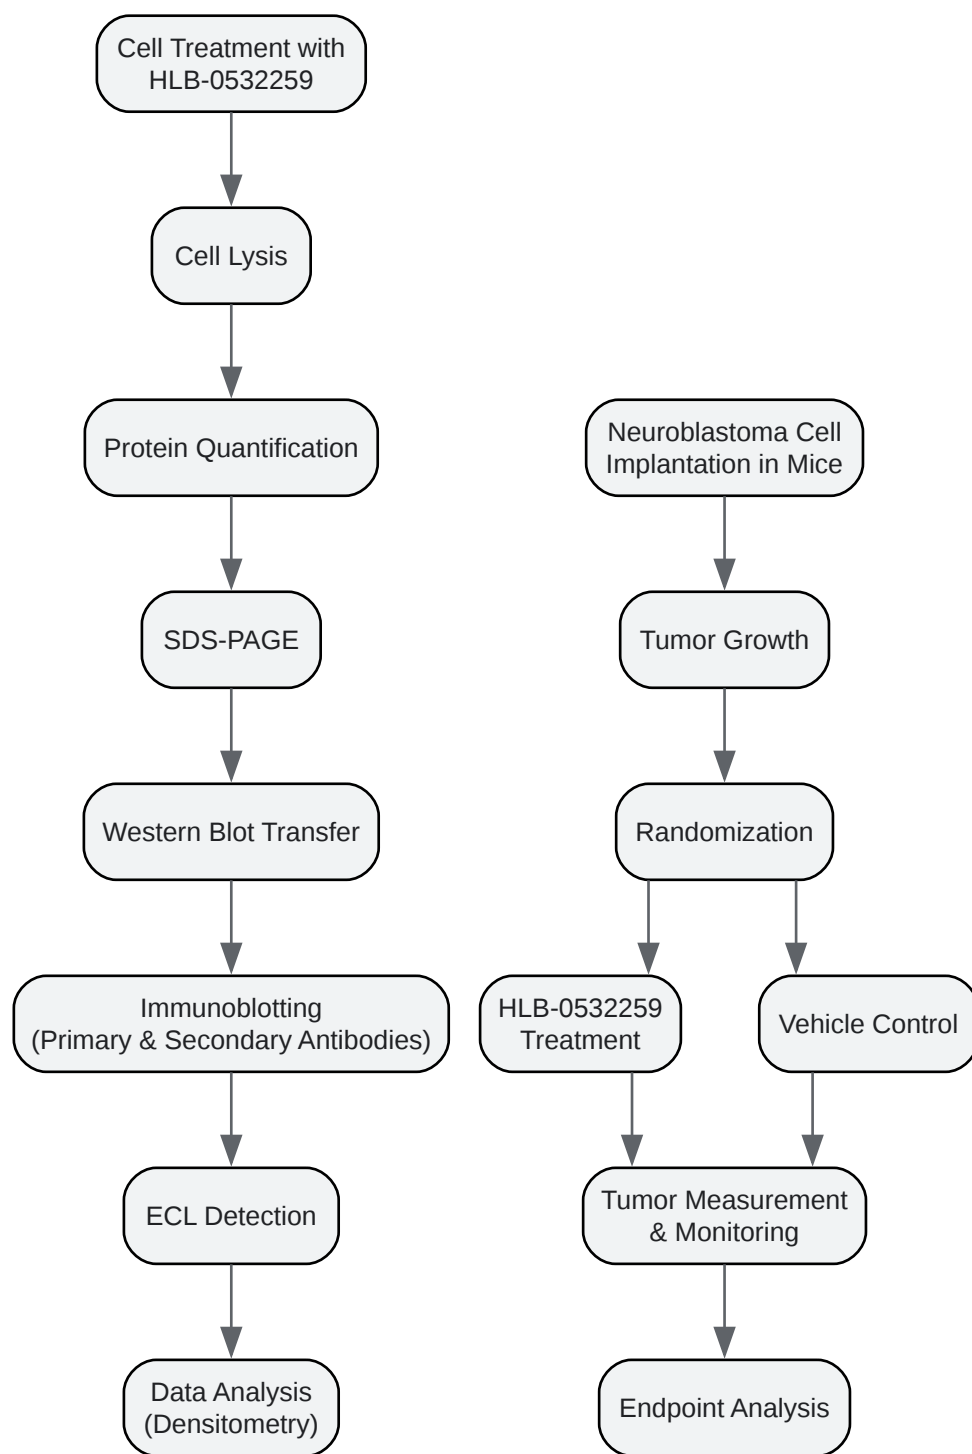 Cell Treatment with
HLB-0532259
Cell Lysis
Protein Quantification
SDS-PAGE
Western Blot Transfer
Immunoblotting
(Primary & Secondary Antibodies)
ECL Detection
Data Analysis
(Densitometry)
Neuroblastoma Cell
Implantation in Mice
Tumor Growth
Randomization
HLB-0532259
Treatment
Vehicle Control
Tumor Measurement
& Monitoring
Endpoint Analysis